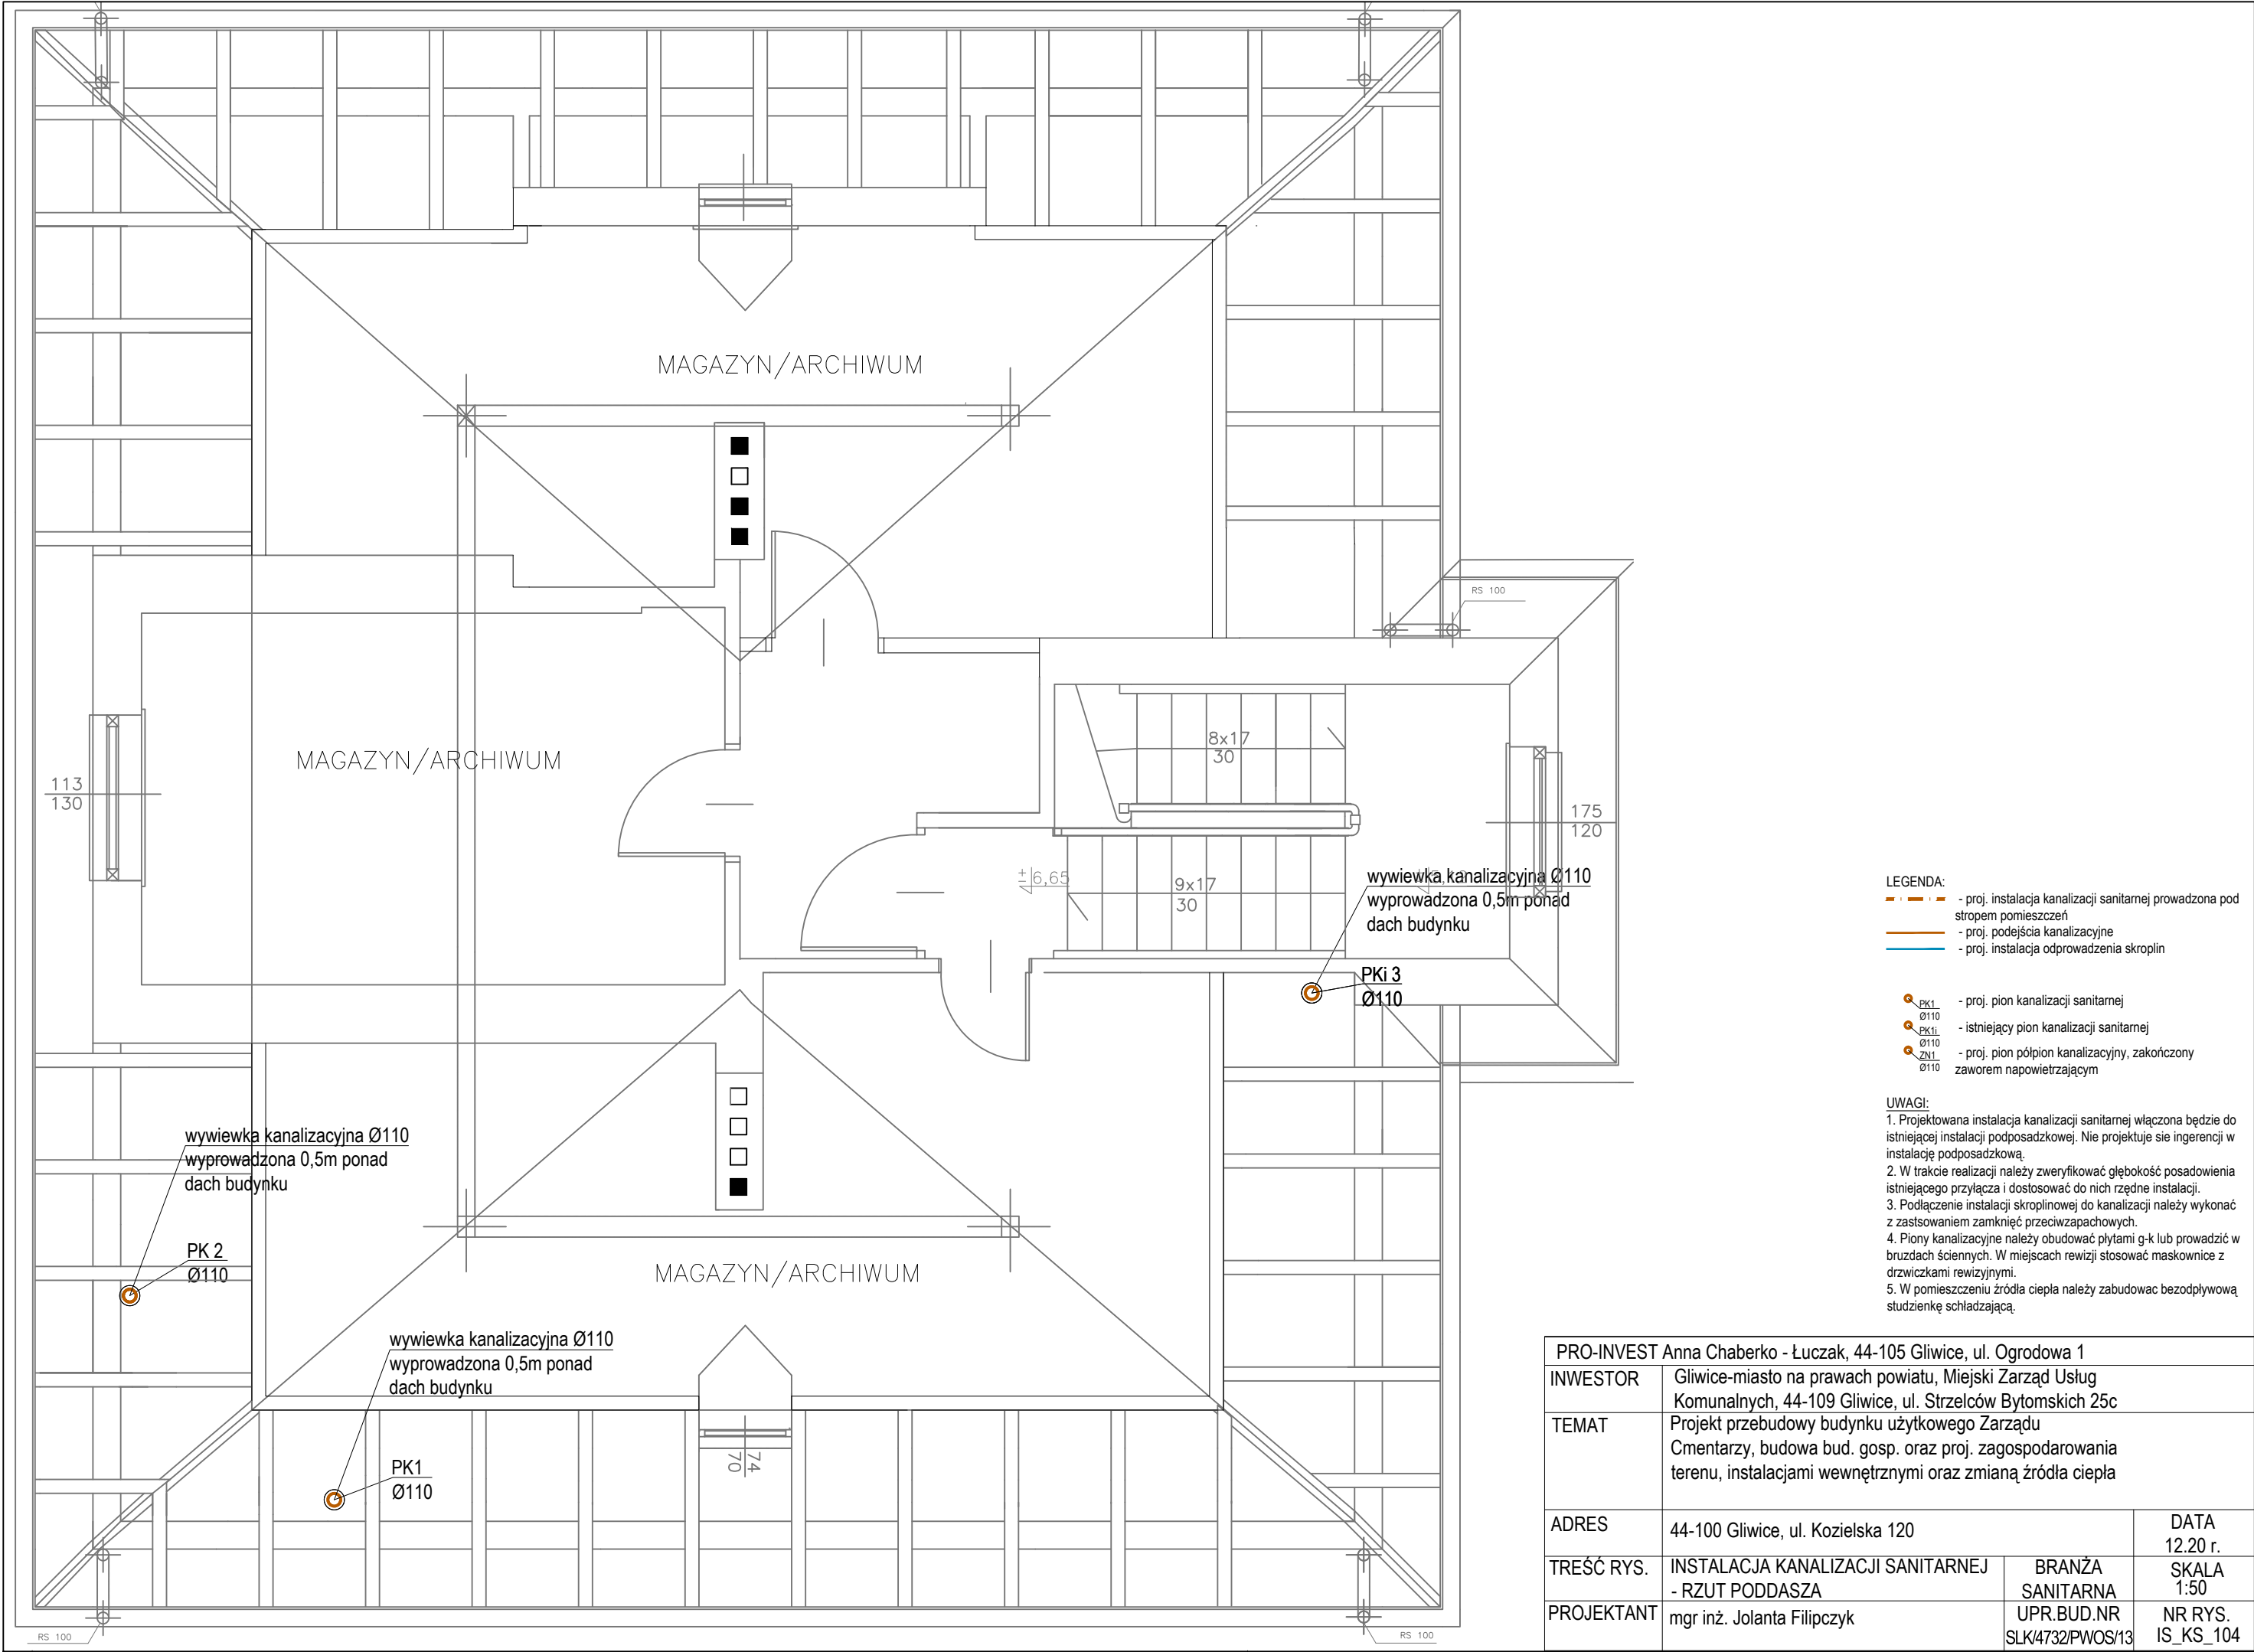 MAGAZYN/ARCHIWUM
RS 100
MAGAZYN/ARCHIWUM
113
130
8x17
30
175
120
±6,65
9x17
30
wywiewka kanalizacyjna Ø110
wyprowadzona 0,5m ponad
dach budynku
PKi 3
Ø110
wywiewka kanalizacyjna Ø110
wyprowadzona 0,5m ponad
dach budynku
PK 2
Ø110
MAGAZYN/ARCHIWUM
wywiewka kanalizacyjna Ø110
wyprowadzona 0,5m ponad
dach budynku
PK1
Ø110
74
70
RS 100
RS 100
LEGENDA:
- proj. instalacja kanalizacji sanitarnej prowadzona pod
stropem pomieszczeń
- proj. podejścia kanalizacyjne
- proj. instalacja odprowadzenia skroplin
PK1
Ø110
- proj. pion kanalizacji sanitarnej
PK1i
Ø110
- istniejący pion kanalizacji sanitarnej
ZN1
Ø110
- proj. pion półpion kanalizacyjny, zakończony
zaworem napowietrzającym
UWAGI:
1. Projektowana instalacja kanalizacji sanitarnej włączona będzie do
istniejącej instalacji podposadzkowej. Nie projektuje sie ingerencji w
instalację podposadzkową.
2. W trakcie realizacji należy zweryfikować głębokość posadowienia
istniejącego przyłącza i dostosować do nich rzędne instalacji.
3. Podłączenie instalacji skroplinowej do kanalizacji należy wykonać
z zastsowaniem zamknięć przeciwzapachowych.
4. Piony kanalizacyjne należy obudować płytami g-k lub prowadzić w
bruzdach ściennych. W miejscach rewizji stosować maskownice z
drzwiczkami rewizyjnymi.
5. W pomieszczeniu źródła ciepła należy zabudowac bezodpływową
studzienkę schładzającą.
PRO-INVEST Anna Chaberko - Łuczak, 44-105 Gliwice, ul. Ogrodowa 1
INWESTOR
Gliwice-miasto na prawach powiatu, Miejski Zarząd Usług
Komunalnych, 44-109 Gliwice, ul. Strzelców Bytomskich 25c
TEMAT
Projekt przebudowy budynku użytkowego Zarządu
Cmentarzy, budowa bud. gosp. oraz proj. zagospodarowania
terenu, instalacjami wewnętrznymi oraz zmianą źródła ciepła
ADRES
44-100 Gliwice, ul. Kozielska 120
DATA
12.20 r.
TREŚĆ RYS.
INSTALACJA KANALIZACJI SANITARNEJ
- RZUT PODDASZA
BRANŻA
SANITARNA
SKALA
1:50
PROJEKTANT
mgr inż. Jolanta Filipczyk
UPR.BUD.NR
SLK/4732/PWOS/13
NR RYS.
IS_KS_104